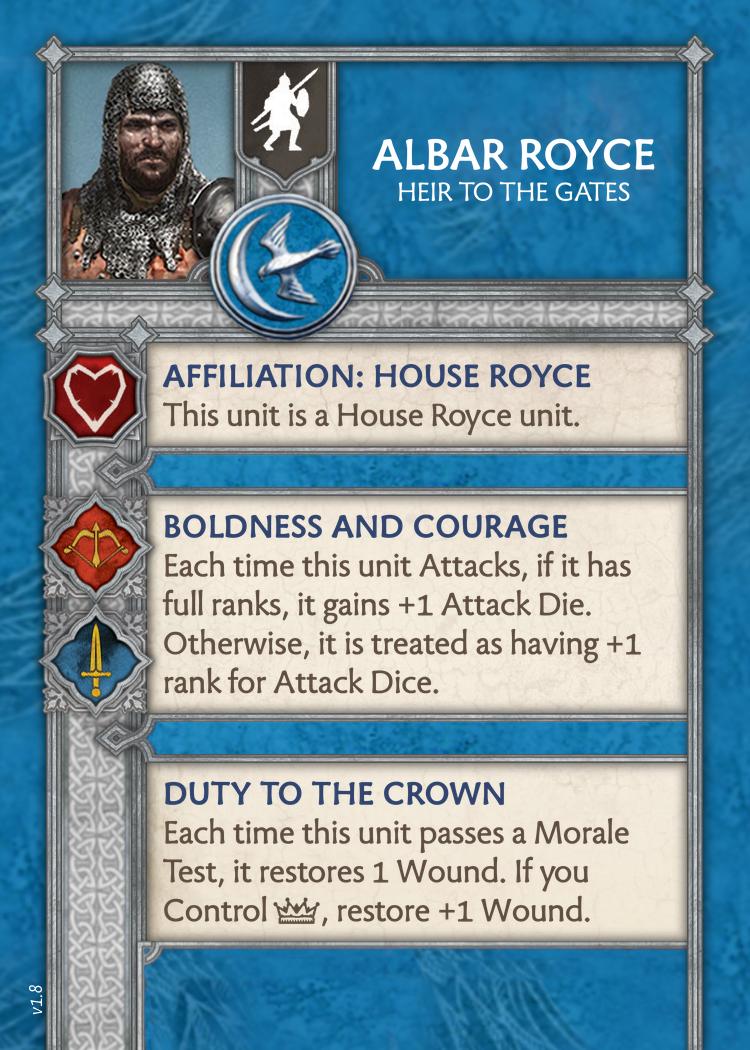 ALBAR ROYCE
HEIR TO THE GATES
AFFILIATION: HOUSE ROYCE
This unit is a House Royce unit.
BOLDNESS AND COURAGE
Each time this unit Attacks, if it has
full ranks, it gains +1 Attack Die.
Otherwise, it is treated as having +1
rank for Attack Dice.
DUTY TO THE CROWN
Each time this unit passes a Morale
Test, it restores 1 Wound. If you
Control , restore +1 Wound.
v1.8